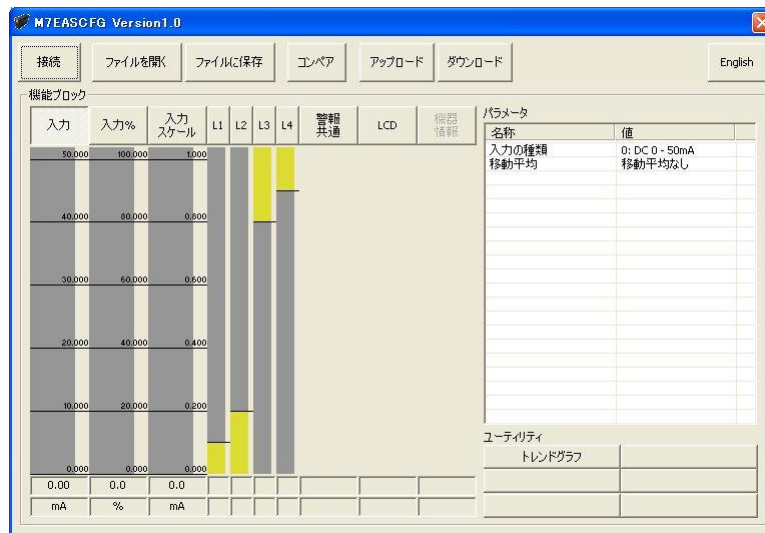 M7EASCFG Version1.0
接続 ファイルを開く ファイルに保存 コンペア アップロード ダウンロード English
機能ブロック
入力 入力% 入力スケール L1 L2 L3 L4 警報共通 LCD 機器情報
50.000 100.000 1.000
40.000 80.000 0.800
30.000 60.000 0.600
20.000 40.000 0.400
10.000 20.000 0.200
0.000 0.000 0.000
0.00 0.0 0.0
mA % mA
パラメータ
名称 値
入力の種類 0: DC 0 - 50mA
移動平均 移動平均なし
ユーティリティ
トレンドグラフ